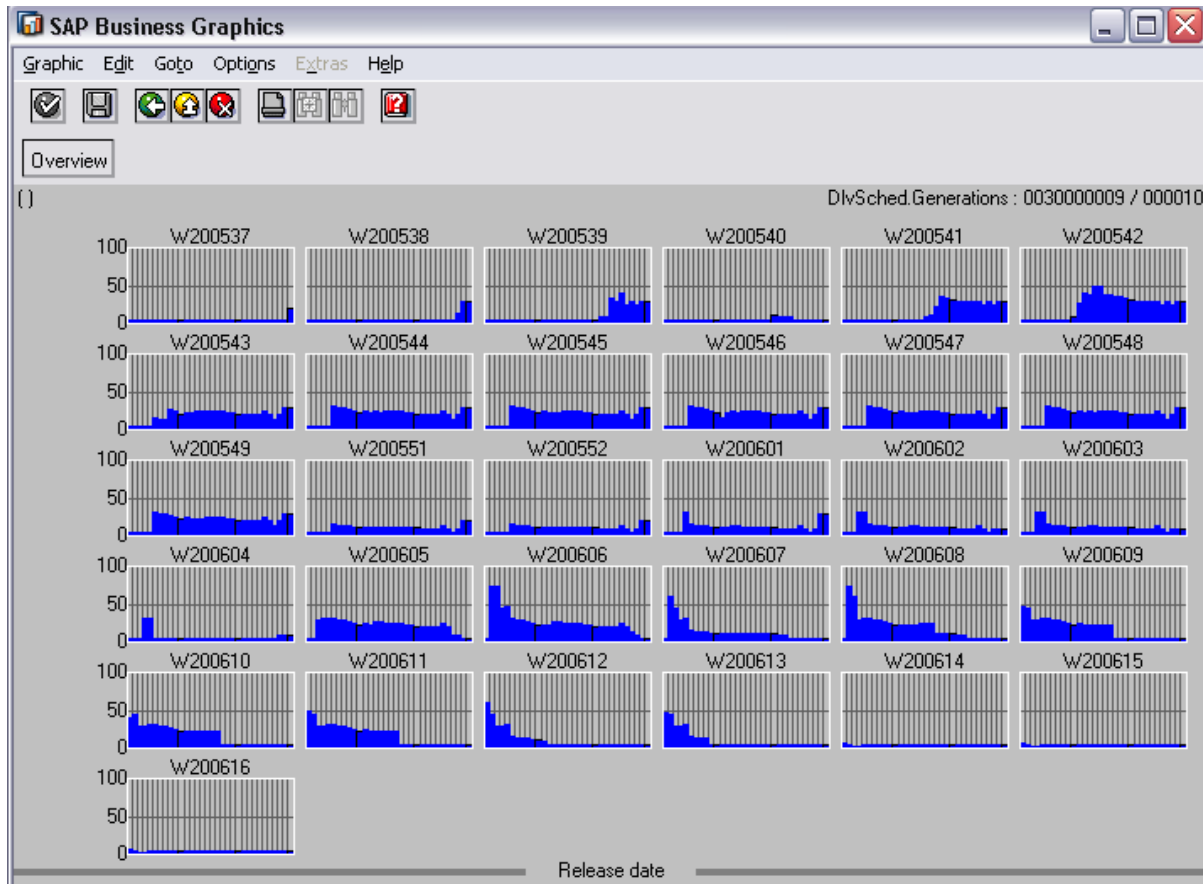 SAP Business Graphics
Graphic Edit Goto Options Extras Help
Overview
() DlvSched.Generations : 0030000009 / 000010
W200537 W200538 W200539 W200540 W200541 W200542
100
50
0
W200543 W200544 W200545 W200546 W200547 W200548
100
50
0
W200549 W200551 W200552 W200601 W200602 W200603
100
50
0
W200604 W200605 W200606 W200607 W200608 W200609
100
50
0
W200610 W200611 W200612 W200613 W200614 W200615
100
50
0
W200616
100
50
0
Release date